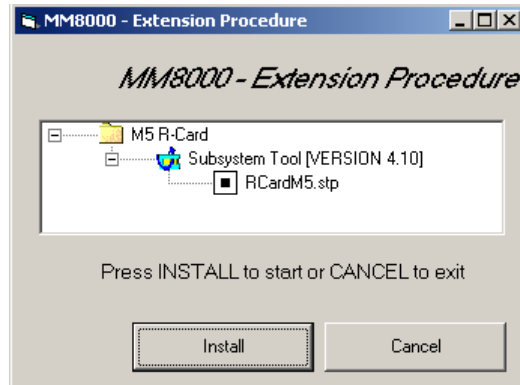 MM8000 - Extension Procedure
MM8000 - Extension Procedure
M5 R-Card
Subsystem Tool [VERSION 4.10]
RCardM5.stp
Press INSTALL to start or CANCEL to exit
Install
Cancel